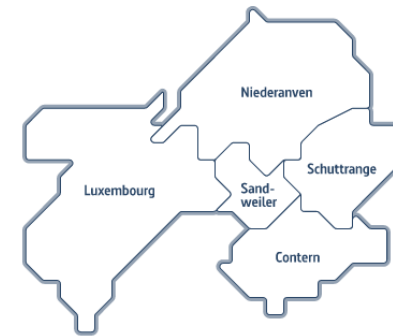 Niederanven
Schuttrange
Luxembourg
Sand-
weiler
Contern